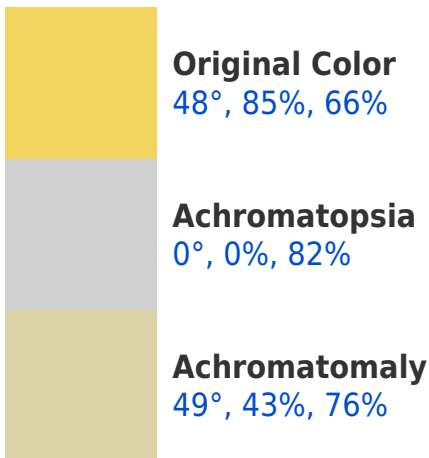 Original Color
48°, 85%, 66%
Achromatopsia
0°, 0%, 82%
Achromatomaly
49°, 43%, 76%